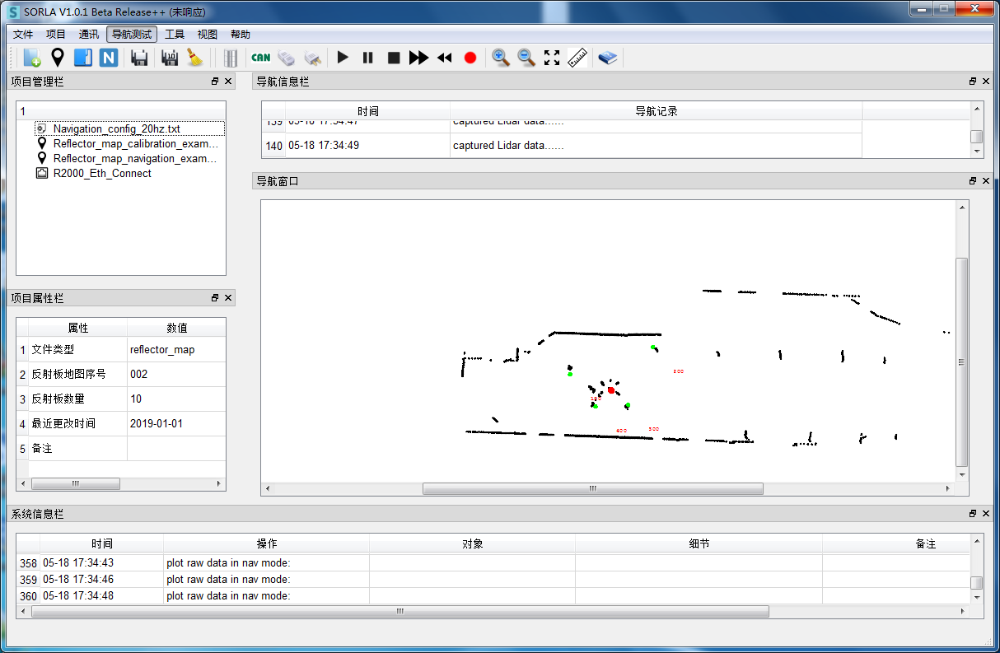 SORLA V1.0.1 Beta Release++ (未响应)
文件 项目 通讯 导航测试 工具 视图 帮助
N CAN
项目管理栏
1
Navigation_config_20hz.txt
Reflector_map_calibration_exam...
Reflector_map_navigation_exam...
R2000_Eth_Connect
项目属性栏
属性 数值
1 文件类型 reflector_map
2 反射板地图序号 002
3 反射板数量 10
4 最近更改时间 2019-01-01
5 备注
导航信息栏
时间 导航记录
139 05-18 17:34:47 captured Lidar data......
140 05-18 17:34:49 captured Lidar data......
导航窗口
200
400 300
系统信息栏
时间 操作 对象 细节 备注
358 05-18 17:34:43 plot raw data in nav mode:
359 05-18 17:34:46 plot raw data in nav mode:
360 05-18 17:34:48 plot raw data in nav mode: